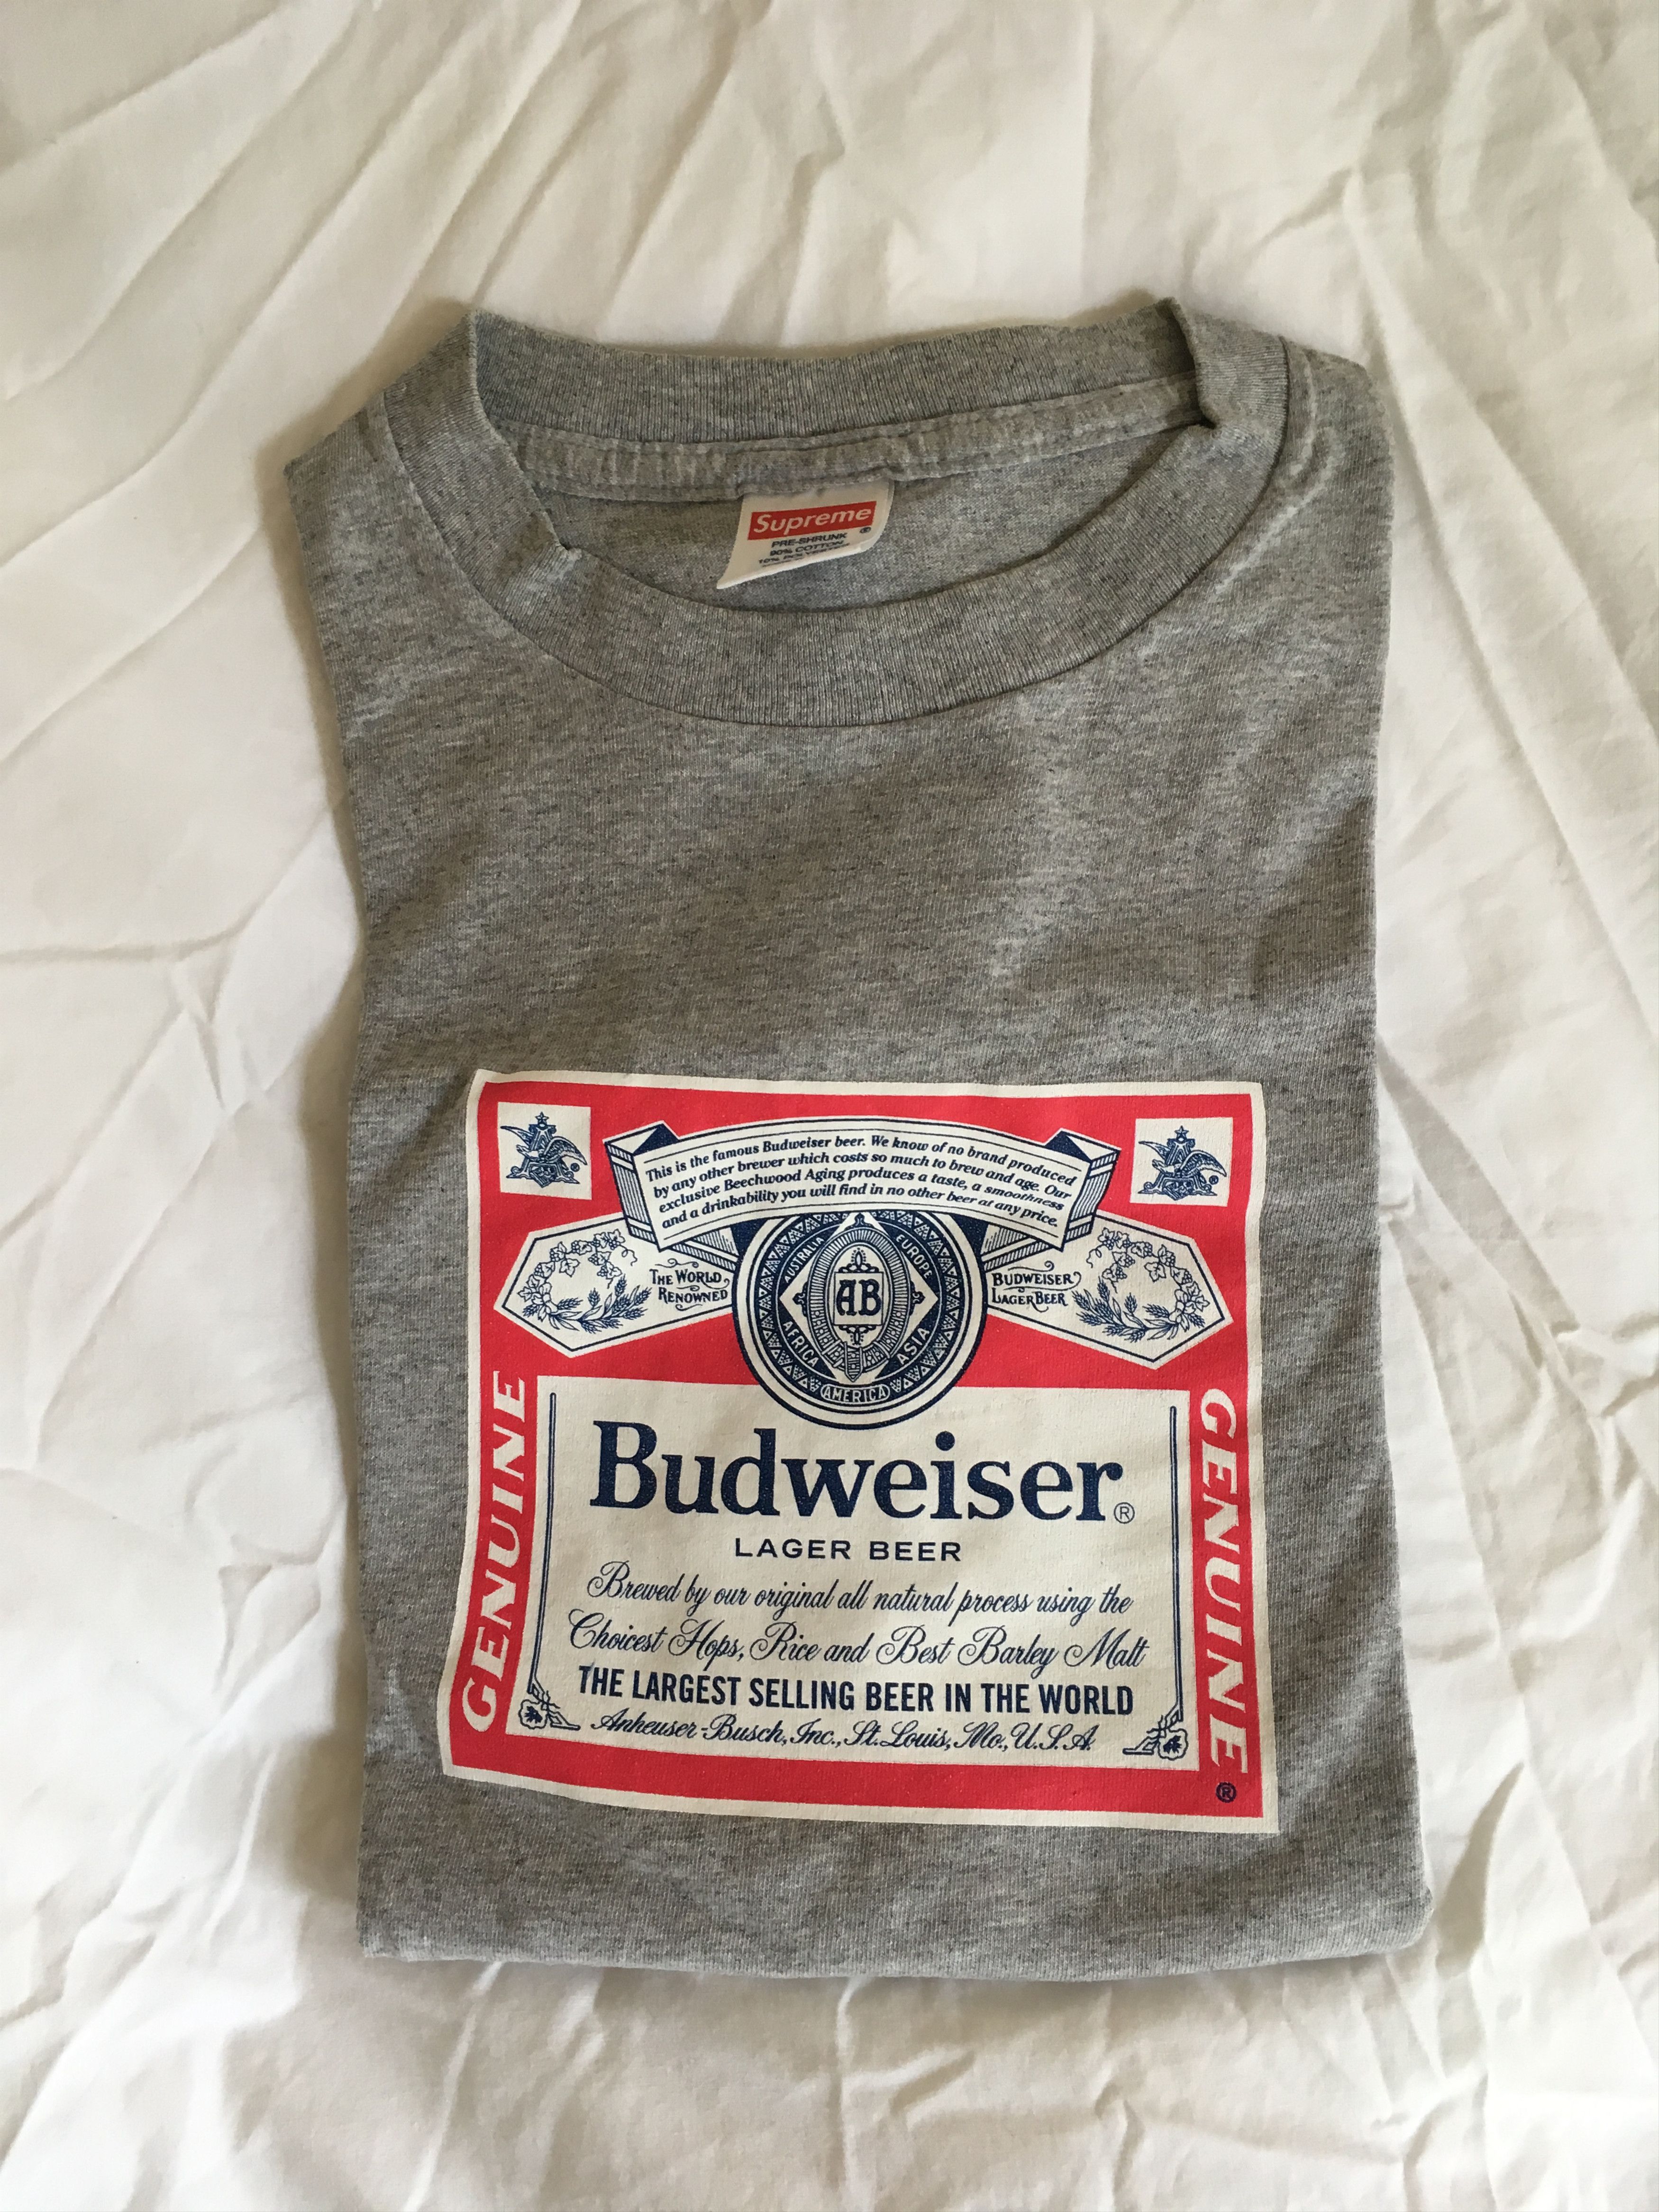 Supreme
®
PRE-SHRUNK
90% COTTON
10% POLYESTER
This is the famous Budweiser beer. We know of no brand produced
by any other brewer which costs so much to brew and age. Our
exclusive Beechwood Aging produces a taste, a smoothness
and a drinkability you will find in no other beer at any price.
THE WORLD
RENOWNED
AUSTRALIA
EUROPE
AB
AFRICA
ASIA
AMERICA
BUDWEISER
LAGER BEER
GENUINE
Budweiser®
LAGER BEER
Brewed by our original all natural process using the
Choicest Hops, Rice and Best Barley Malt
THE LARGEST SELLING BEER IN THE WORLD
Anheuser-Busch, Inc., St. Louis, Mo., U.S.A.
GENUINE
®